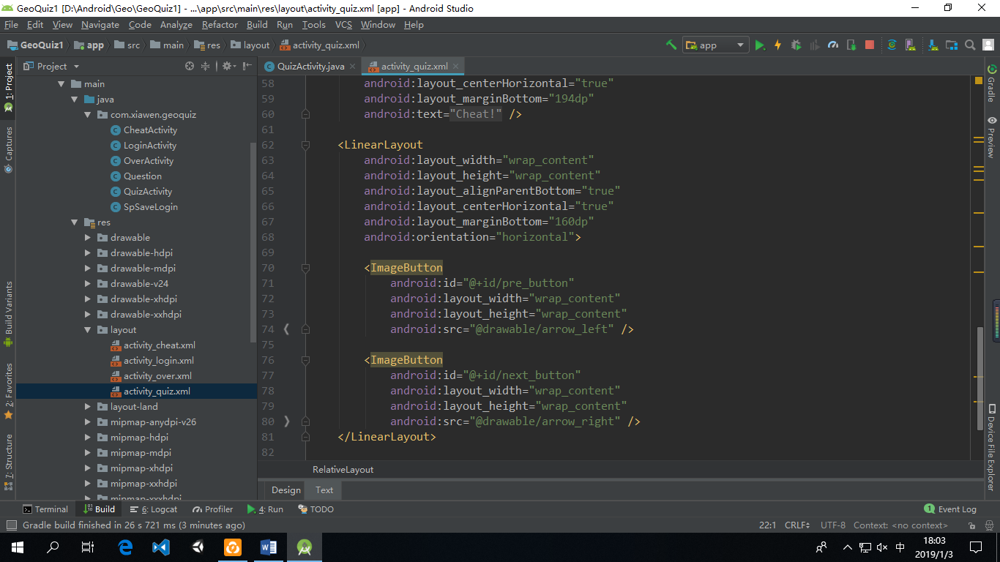 GeoQuiz1 [D:\Android\Geo\GeoQuiz1] - ...\app\src\main\res\layout\activity_quiz.xml [app] - Android Studio
File Edit View Navigate Code Analyze Refactor Build Run Tools VCS Window Help
GeoQuiz1 app src main res layout activity_quiz.xml
app
1: Project
Captures
Build Variants
2: Favorites
7: Structure
Project
main
java
com.xiawen.geoquiz
CheatActivity
LoginActivity
OverActivity
Question
QuizActivity
SpSaveLogin
res
drawable
drawable-hdpi
drawable-mdpi
drawable-v24
drawable-xhdpi
drawable-xxhdpi
layout
activity_cheat.xml
activity_login.xml
activity_over.xml
activity_quiz.xml
layout-land
mipmap-anydpi-v26
mipmap-hdpi
mipmap-mdpi
mipmap-xhdpi
mipmap-xxhdpi
mipmap-xxxhdpi
QuizActivity.java activity_quiz.xml
58 android:layout_centerHorizontal="true"
59 android:layout_marginBottom="194dp"
60 android:text="Cheat!" />
61
62 <LinearLayout
63 android:layout_width="wrap_content"
64 android:layout_height="wrap_content"
65 android:layout_alignParentBottom="true"
66 android:layout_centerHorizontal="true"
67 android:layout_marginBottom="160dp"
68 android:orientation="horizontal">
69
70 <ImageButton
71 android:id="@+id/pre_button"
72 android:layout_width="wrap_content"
73 android:layout_height="wrap_content"
74 android:src="@drawable/arrow_left" />
75
76 <ImageButton
77 android:id="@+id/next_button"
78 android:layout_width="wrap_content"
79 android:layout_height="wrap_content"
80 android:src="@drawable/arrow_right" />
81 </LinearLayout>
82
RelativeLayout
Design Text
Gradle
Preview
Device File Explorer
Terminal Build 6: Logcat Profiler 4: Run TODO 1 Event Log
Gradle build finished in 26 s 721 ms (3 minutes ago) 22:1 CRLF UTF-8 Context: <no context>
中
18:03
2019/1/3